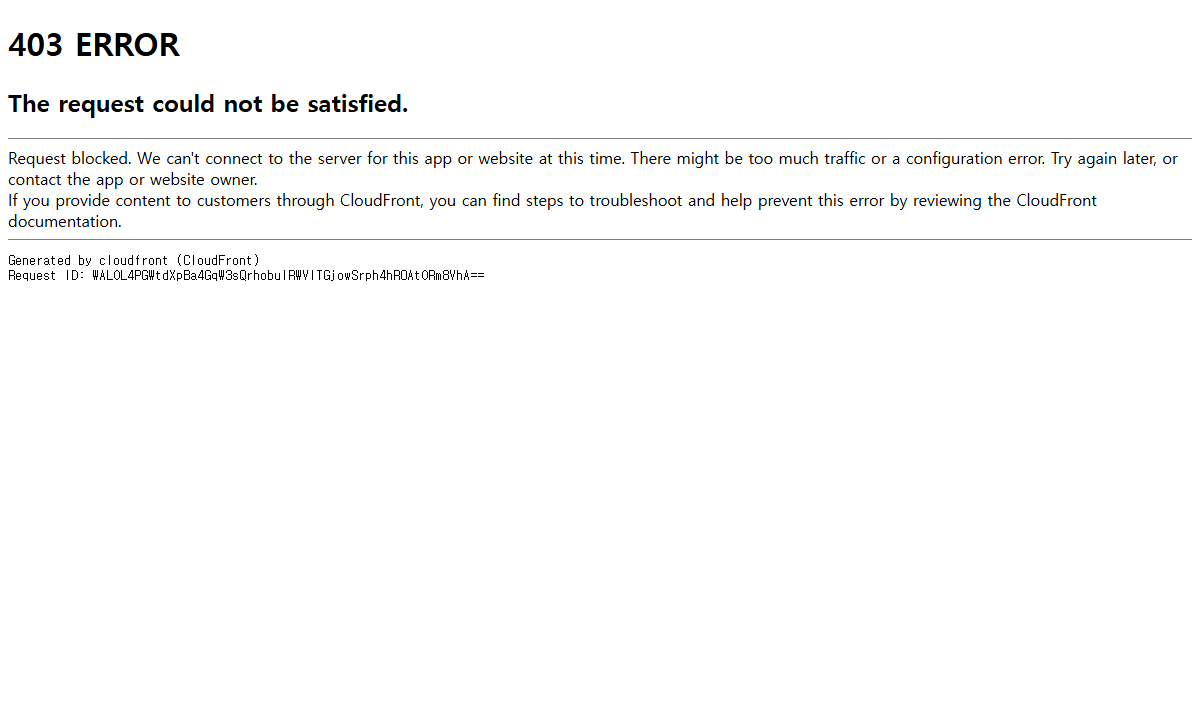 403 ERROR
The request could not be satisfied.
Request blocked. We can't connect to the server for this app or website at this time. There might be too much traffic or a configuration error. Try again later, or
contact the app or website owner.
If you provide content to customers through CloudFront, you can find steps to troubleshoot and help prevent this error by reviewing the CloudFront
documentation.
Generated by cloudfront (CloudFront)
Request ID: